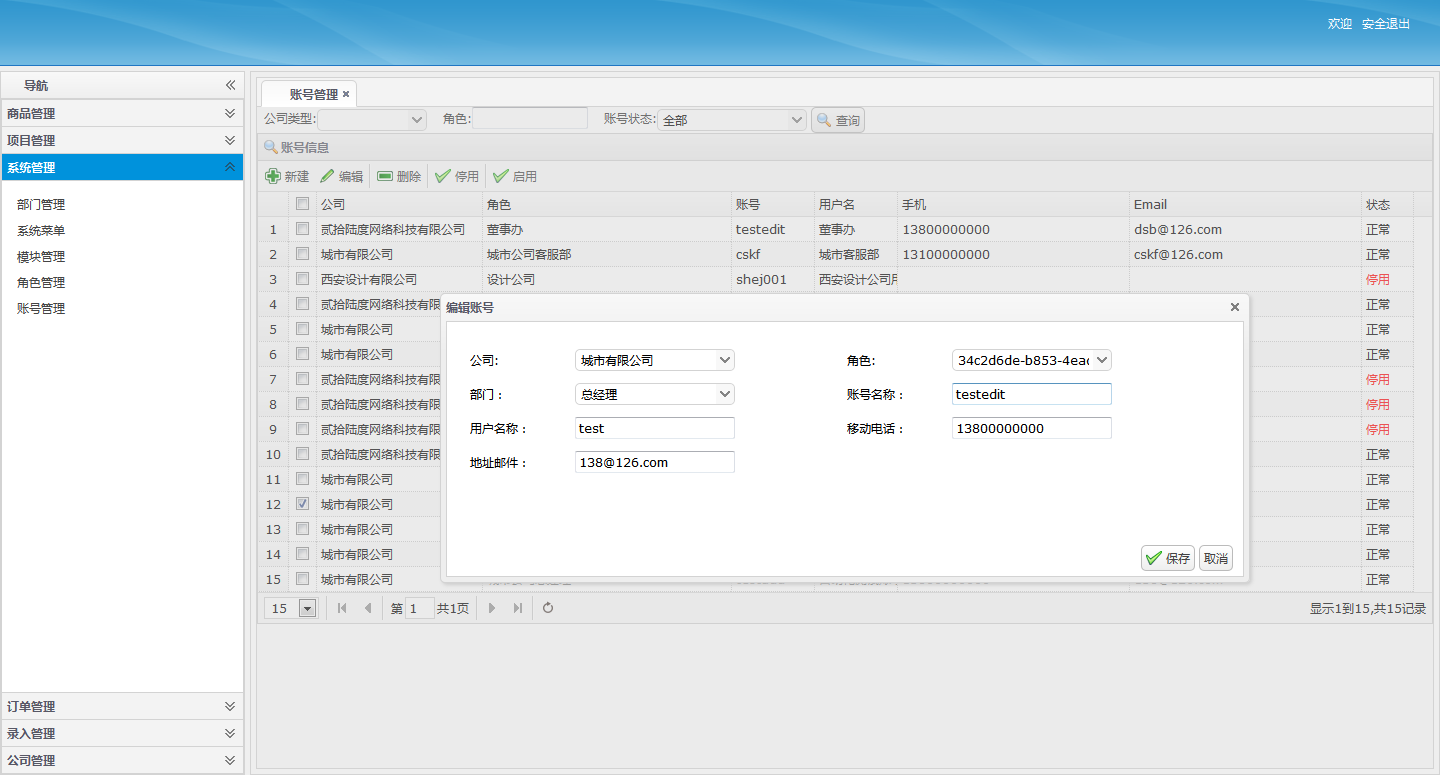 欢迎 安全退出
导航
商品管理
项目管理
系统管理
部门管理
系统菜单
模块管理
角色管理
账号管理
订单管理
录入管理
公司管理
账号管理
公司类型: 角色: 账号状态: 全部 查询
账号信息
新建 编辑 删除 停用 启用
公司 角色 账号 用户名 手机 Email 状态
1 贰拾陆度网络科技有限公司 董事办 testedit 董事办 13800000000 dsb@126.com 正常
2 城市有限公司 城市公司客服部 cskf 城市客服部 13100000000 cskf@126.com 正常
3 西安设计有限公司 设计公司 shej001 西安设计公司 停用
4 贰拾陆度网络科技有限 正常
5 城市有限公司 正常
6 城市有限公司 正常
7 贰拾陆度网络科技有限 停用
8 贰拾陆度网络科技有限 停用
9 贰拾陆度网络科技有限 停用
10 贰拾陆度网络科技有限 正常
11 城市有限公司 正常
12 城市有限公司 正常
13 城市有限公司 正常
14 城市有限公司 正常
15 城市有限公司 正常
编辑账号
公司: 城市有限公司 角色: 34c2d6de-b853-4ead
部门： 总经理 账号名称： testedit
用户名称： test 移动电话： 13800000000
地址邮件： 138@126.com
保存 取消
15 第 1 共1页 显示1到15,共15记录